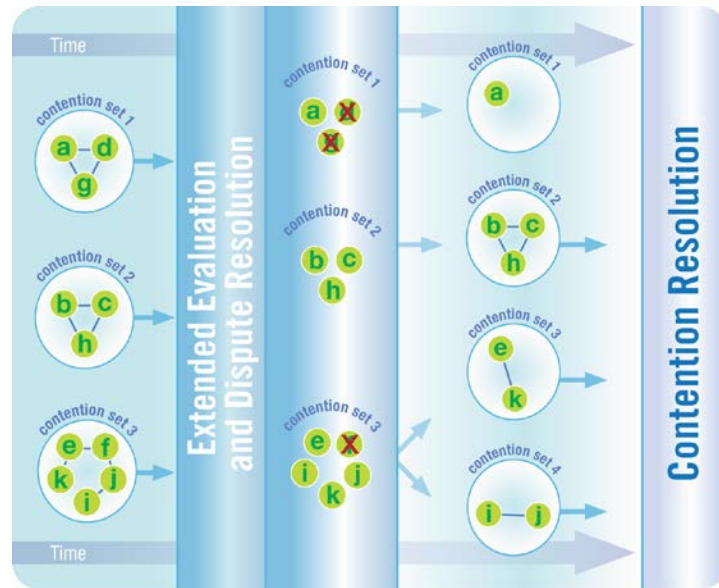 Time
contention set 1
a d
g
contention set 2
b c
h
contention set 3
e f
k j
i
Time
Extended Evaluation
and Dispute Resolution
contention set 1
a
contention set 2
b c
h
contention set 3
e
i j
k
contention set 1
a
contention set 2
b c
h
contention set 3
e
k
contention set 4
i j
Contention Resolution